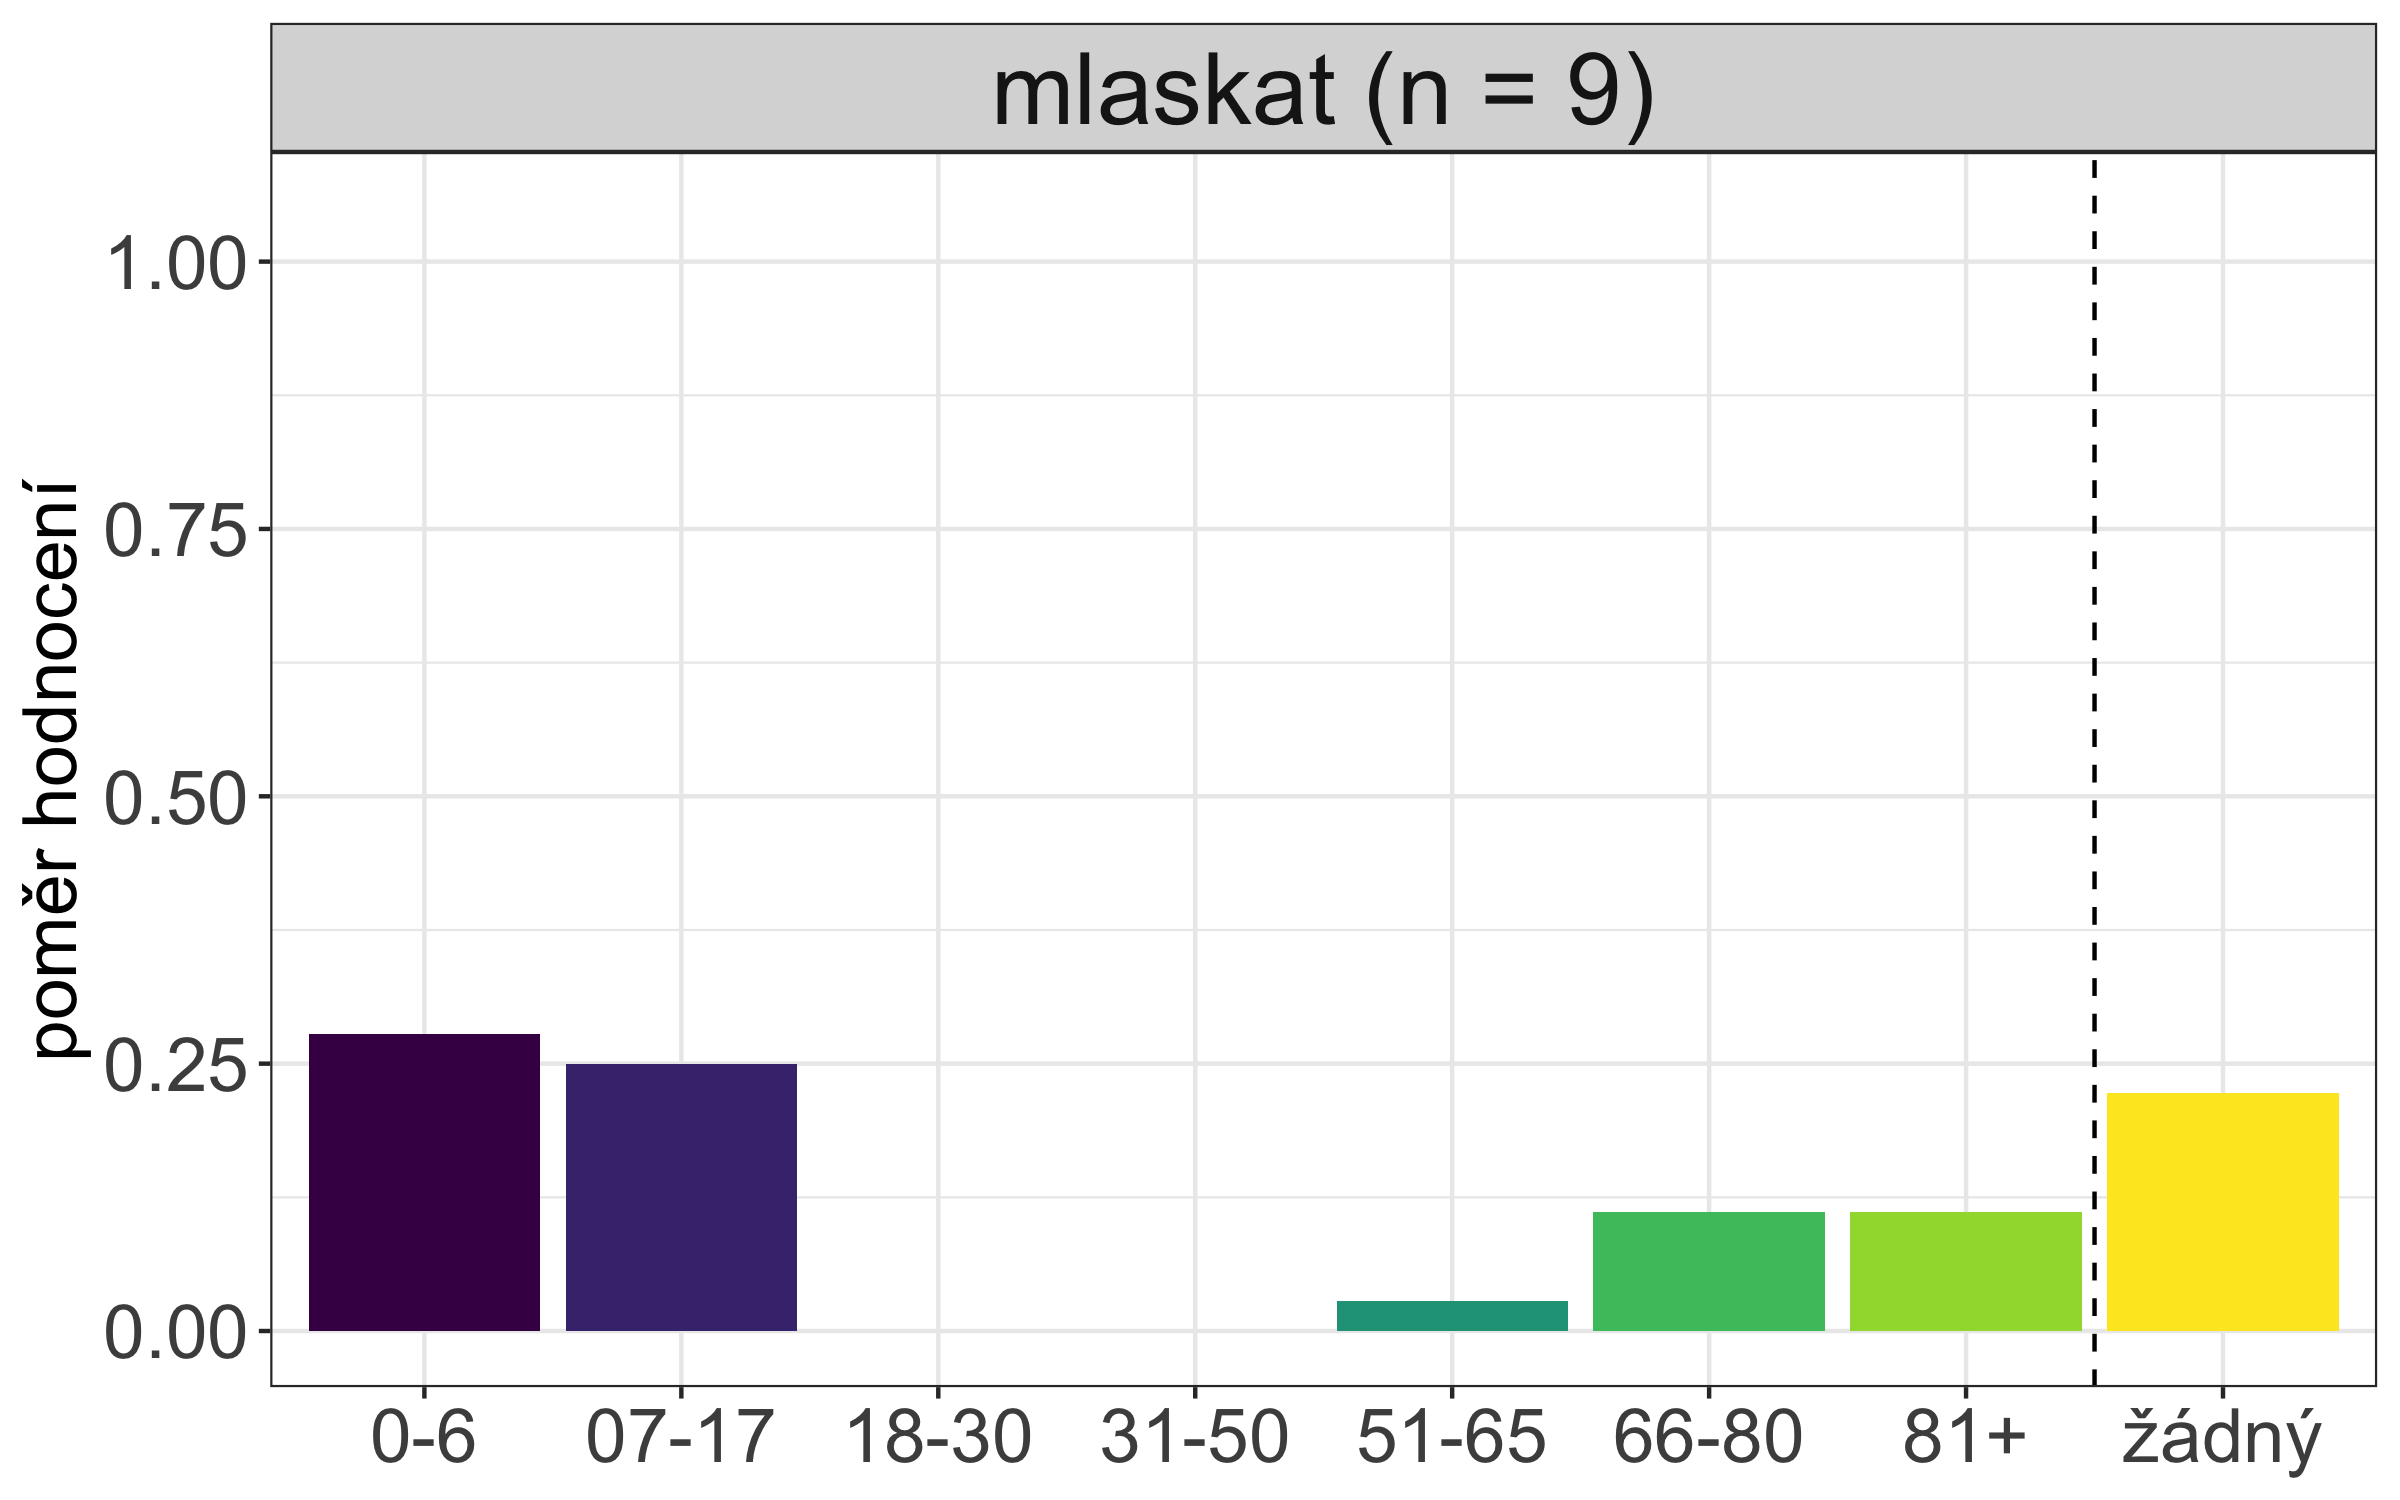 mlaskat (n = 9)
poměr hodnocení
1.00
0.75
0.50
0.25
0.00
0-6 07-17 18-30 31-50 51-65 66-80 81+ žádný